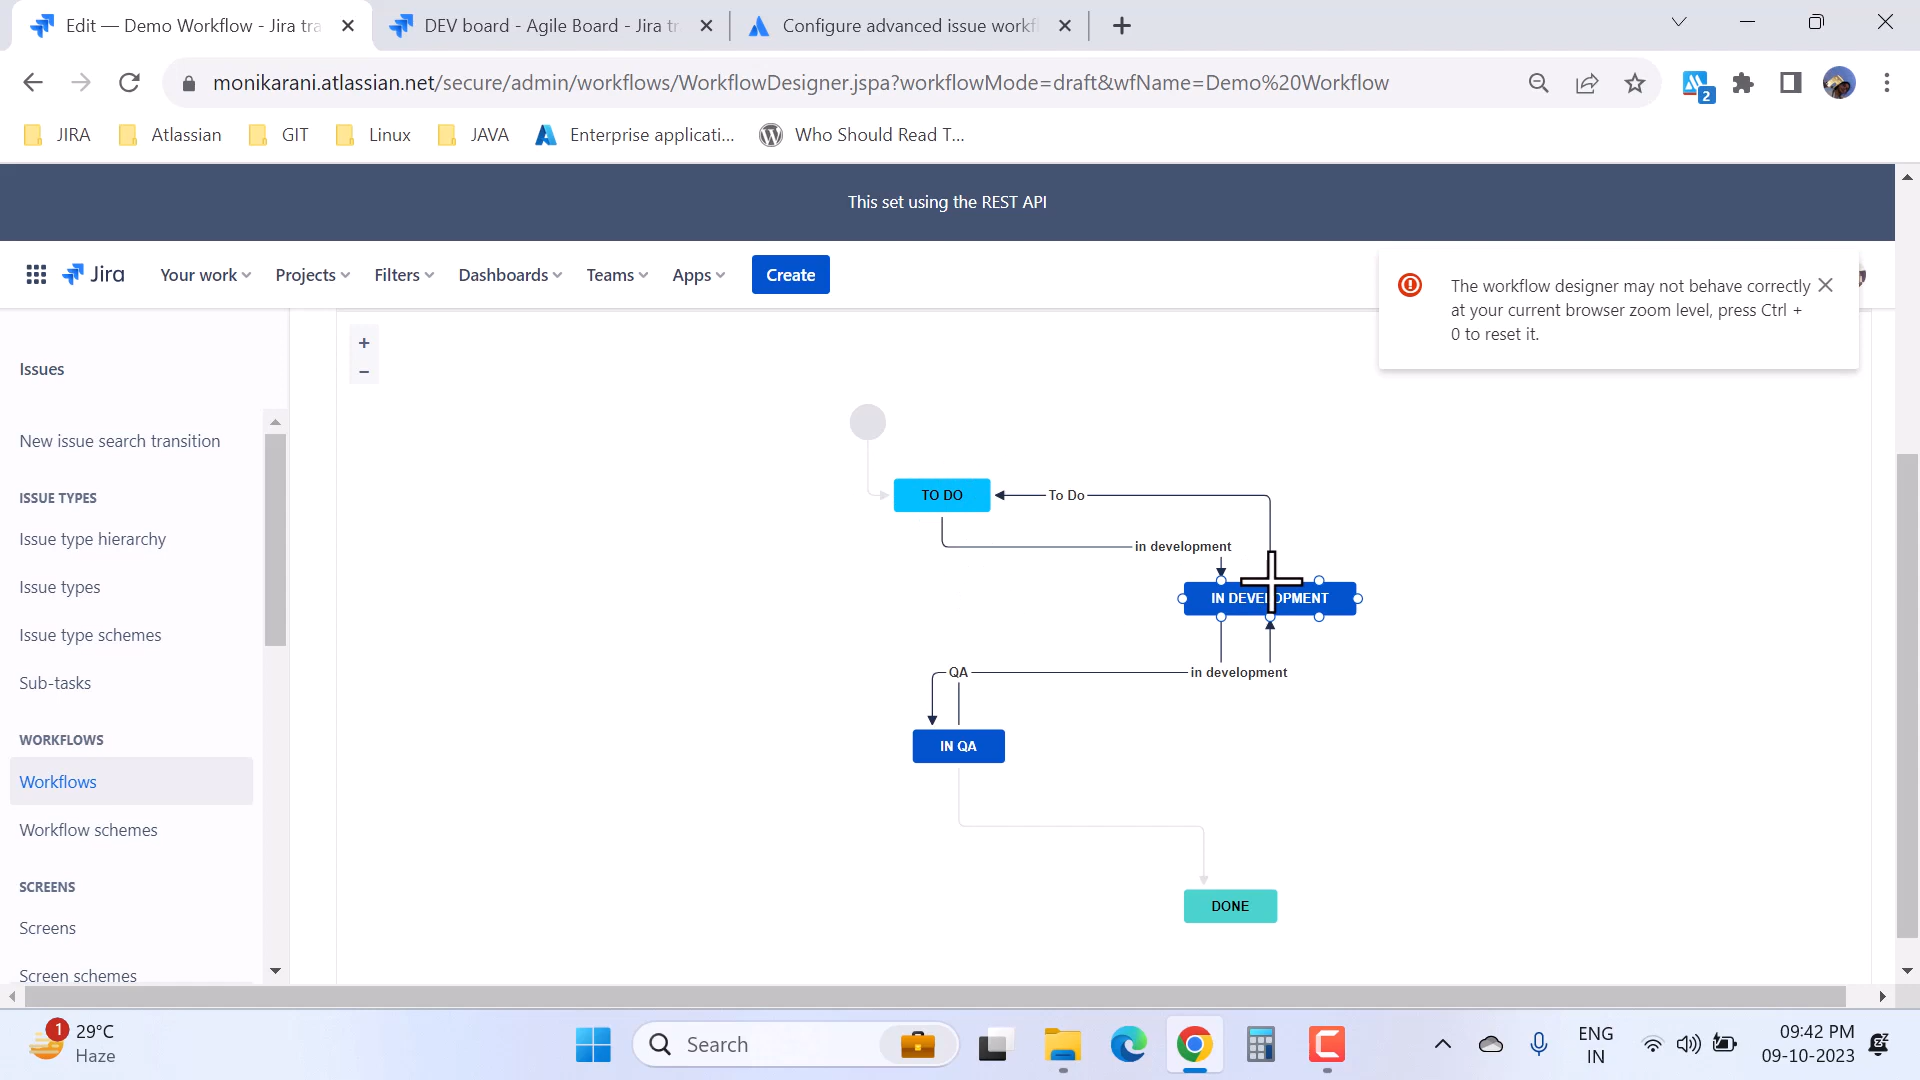 Edit — Demo Workflow - Jira tra
DEV board - Agile Board - Jira tr
Configure advanced issue workf
monikarani.atlassian.net/secure/admin/workflows/WorkflowDesigner.jspa?workflowMode=draft&wfName=Demo%20Workflow
2
JIRA
Atlassian
GIT
Linux
JAVA
Enterprise applicati...
Who Should Read T...
This set using the REST API
Jira
Your work
Projects
Filters
Dashboards
Teams
Apps
Create
The workflow designer may not behave correctly
at your current browser zoom level, press Ctrl +
0 to reset it.
+
−
Issues
New issue search transition
ISSUE TYPES
Issue type hierarchy
Issue types
Issue type schemes
Sub-tasks
WORKFLOWS
Workflows
Workflow schemes
SCREENS
Screens
Screen schemes
TO DO
To Do
in development
IN DEVELOPMENT
QA
in development
IN QA
DONE
1
29°C
Haze
Search
ENG
IN
09:42 PM
09-10-2023